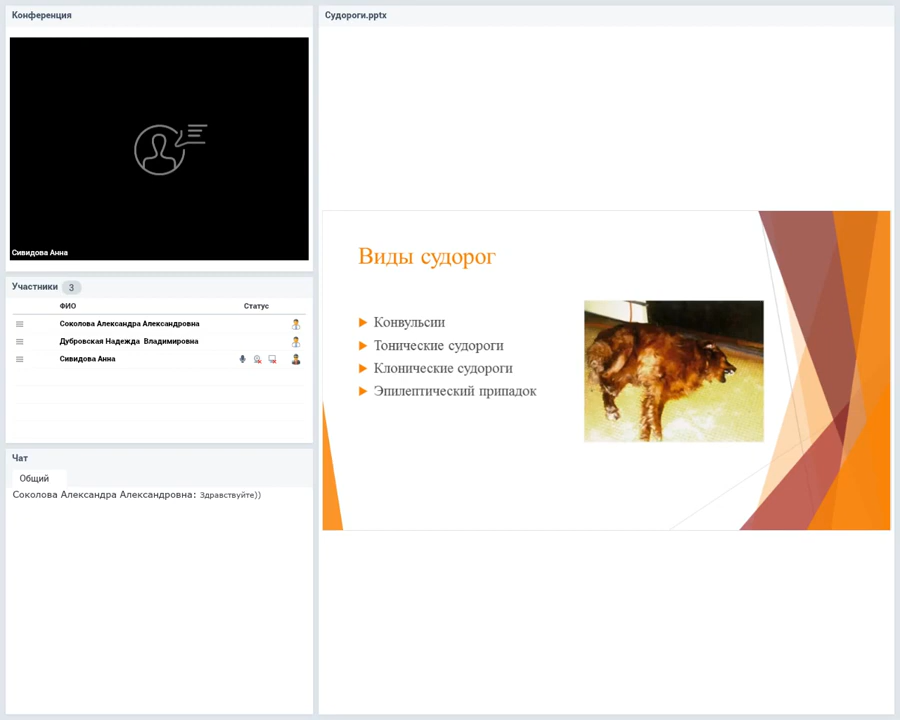 Конференция
Сивидова Анна
Участники 3
ФИО Статус
Соколова Александра Александровна
Дубровская Надежда Владимировна
Сивидова Анна
Чат
Общий
Соколова Александра Александровна: Здравствуйте))
Судороги.pptx
Виды судорог
Конвульсии
Тонические судороги
Клонические судороги
Эпилептический припадок